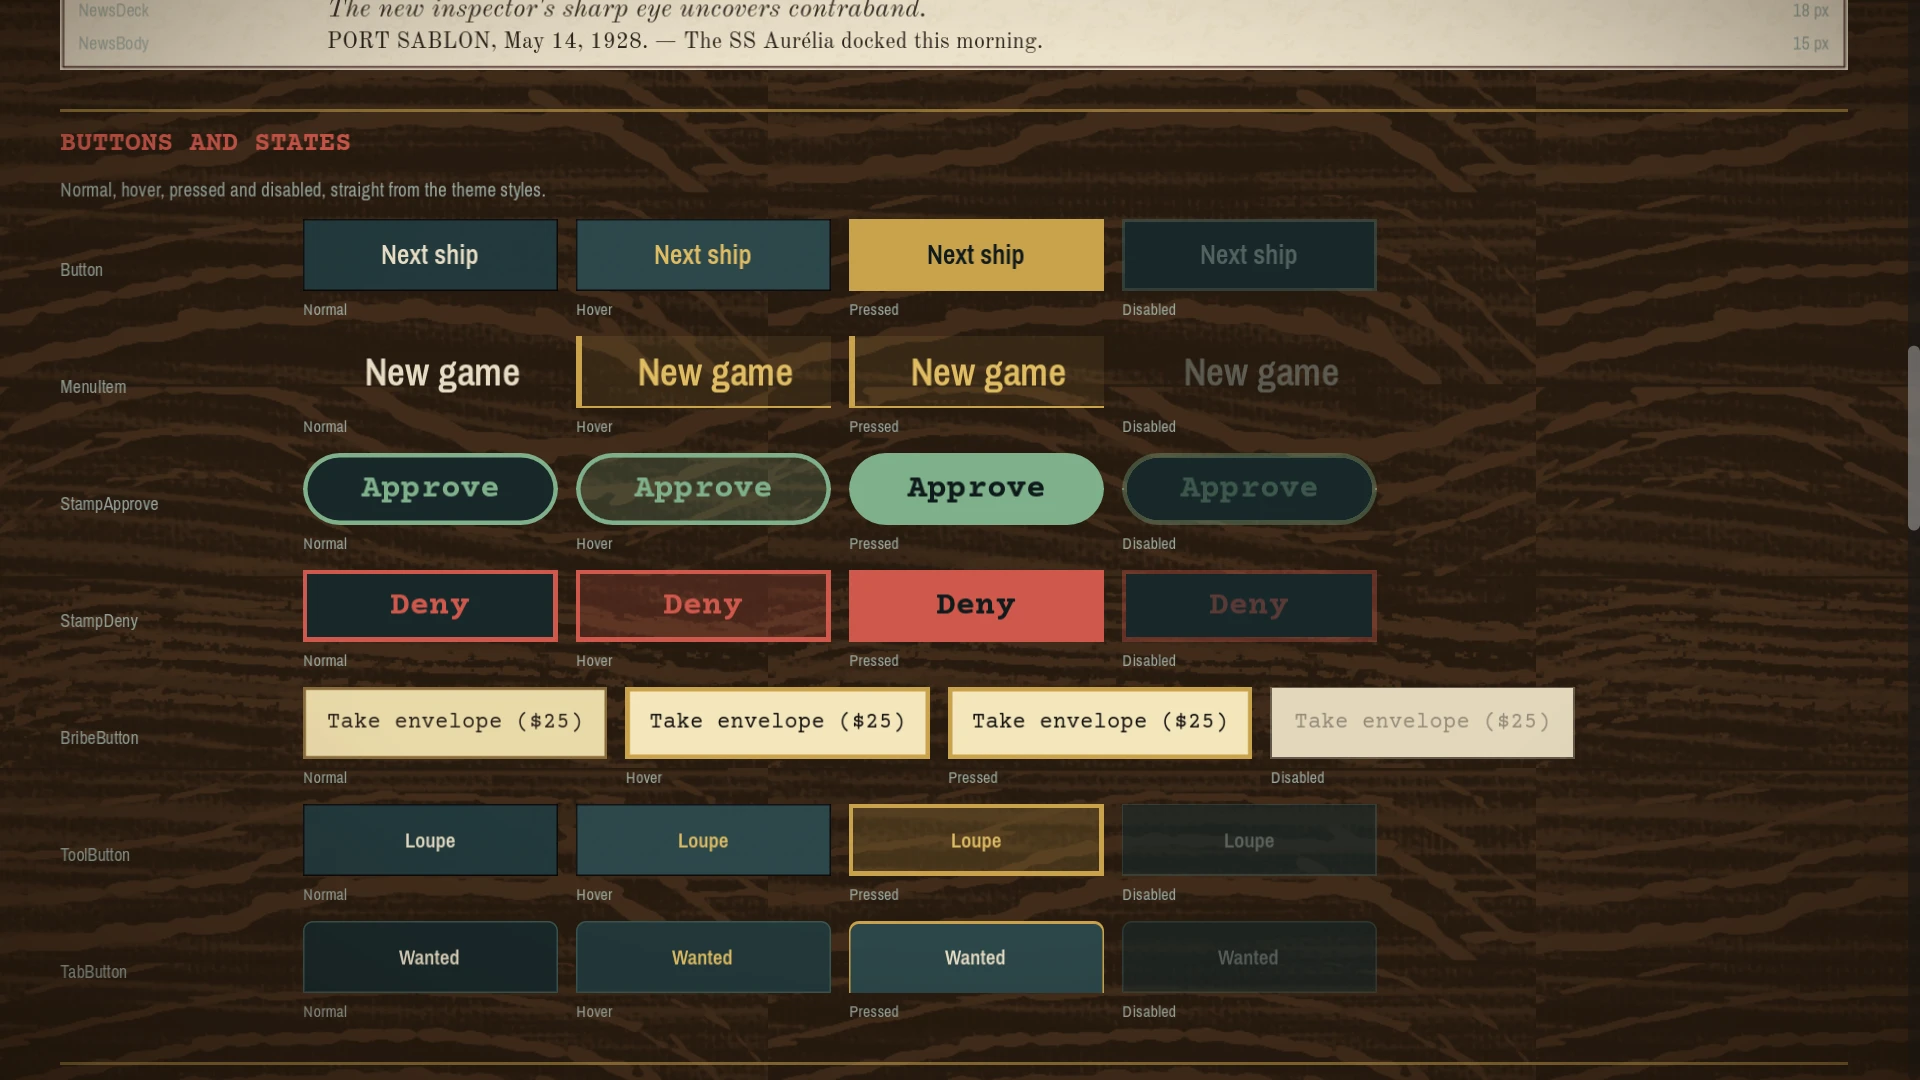 NewsDeck The new inspector's sharp eye uncovers contraband. 18 px
NewsBody PORT SABLON, May 14, 1928. — The SS Aurélia docked this morning. 15 px
BUTTONS AND STATES
Normal, hover, pressed and disabled, straight from the theme styles.
Button Next ship Next ship Next ship Next ship
Normal Hover Pressed Disabled
MenuItem New game New game New game New game
Normal Hover Pressed Disabled
StampApprove Approve Approve Approve Approve
Normal Hover Pressed Disabled
StampDeny Deny Deny Deny Deny
Normal Hover Pressed Disabled
BribeButton Take envelope ($25) Take envelope ($25) Take envelope ($25) Take envelope ($25)
Normal Hover Pressed Disabled
ToolButton Loupe Loupe Loupe Loupe
Normal Hover Pressed Disabled
TabButton Wanted Wanted Wanted Wanted
Normal Hover Pressed Disabled